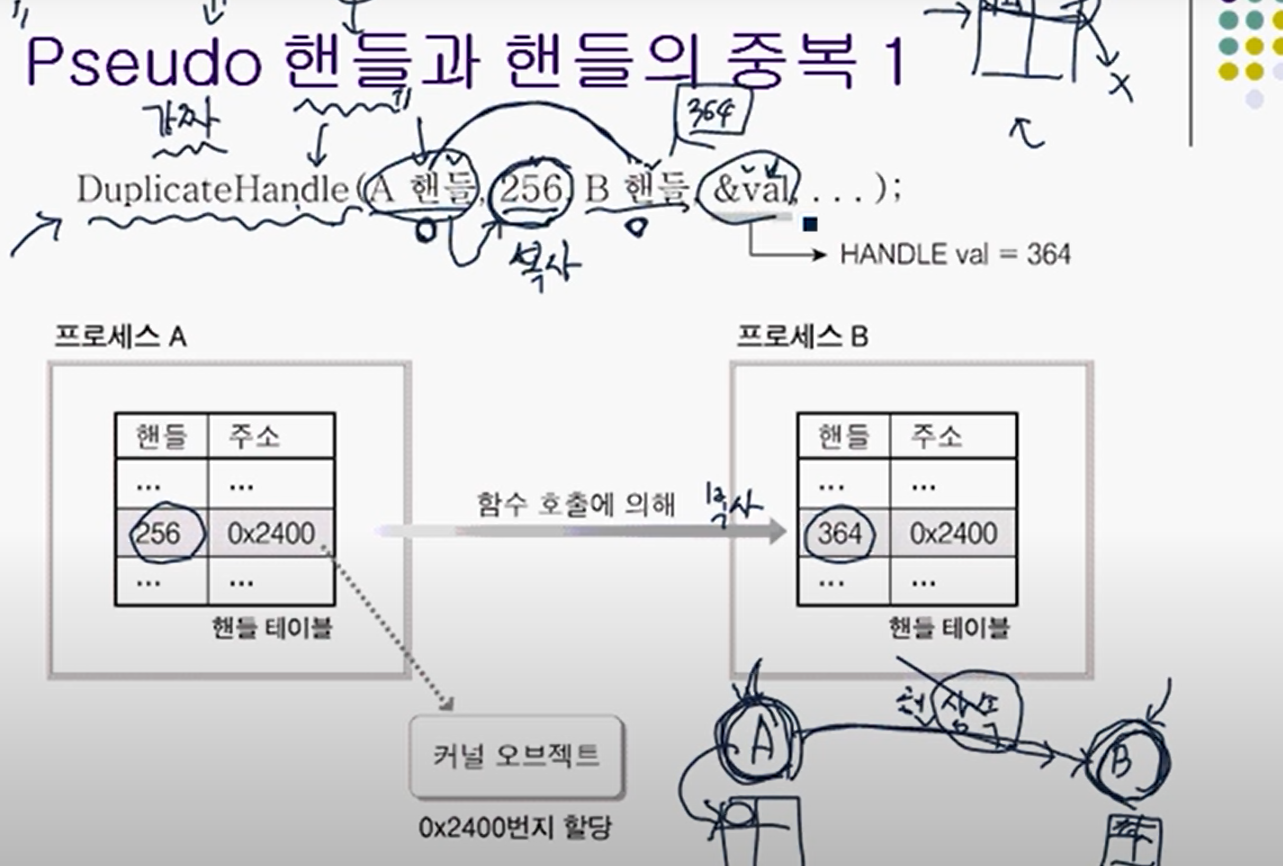 Pseudo 핸들과 핸들의 중복 1
가짜
364
DuplicateHandle(A 핸들, 256, B 핸들, &val, . . . );
복사
HANDLE val = 364
프로세스 A
프로세스 B
핸들 주소
... ...
256 0x2400
... ...
핸들 테이블
함수 호출에 의해 복사
핸들 주소
... ...
364 0x2400
... ...
핸들 테이블
커널 오브젝트
0x2400번지 할당
A
B
X